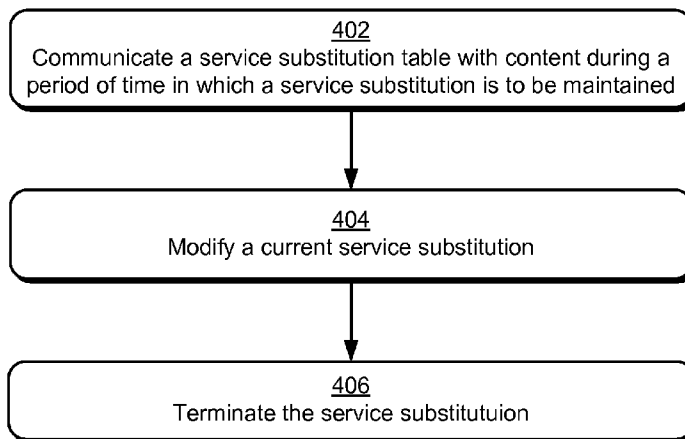 402
Communicate a service substitution table with content during a
period of time in which a service substitution is to be maintained
404
Modify a current service substitution
406
Terminate the service substitutuion